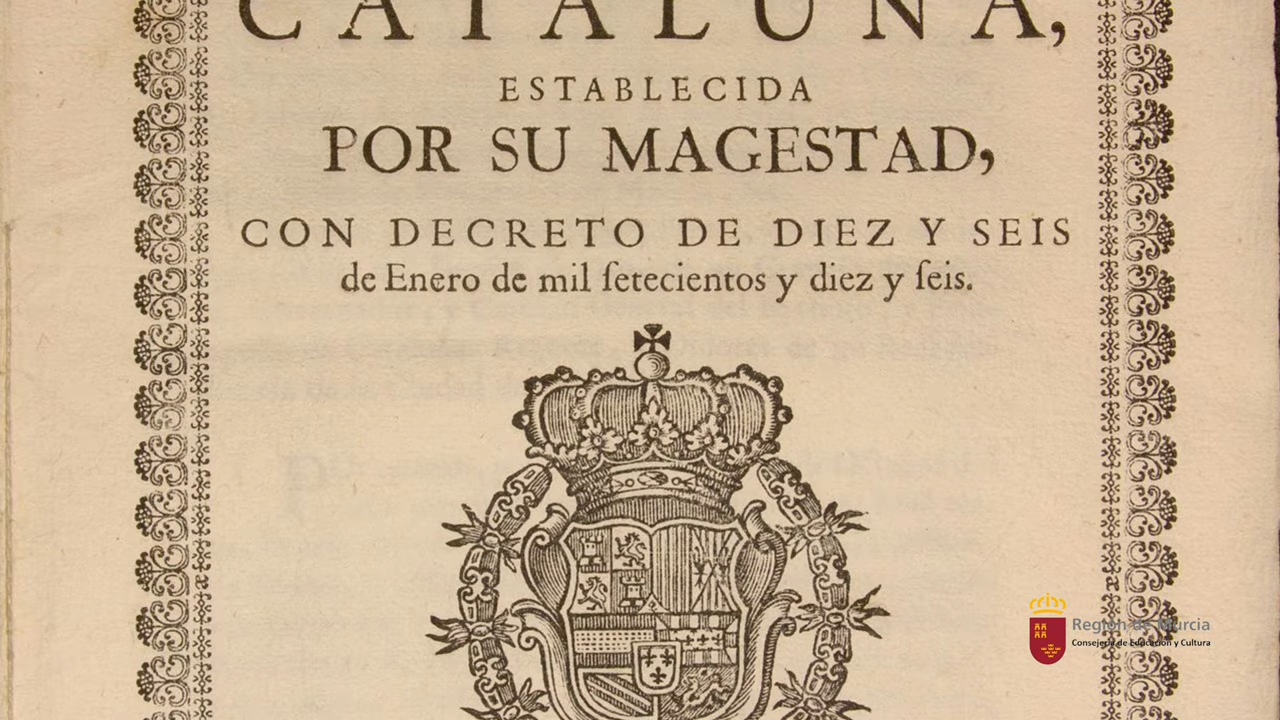 CATALUÑA,
ESTABLECIDA
POR SU MAGESTAD,
CON DECRETO DE DIEZ Y SEIS
de Enero de mil ſetecientos y diez y ſeis.
Región de Murcia
Consejería de Educación y Cultura